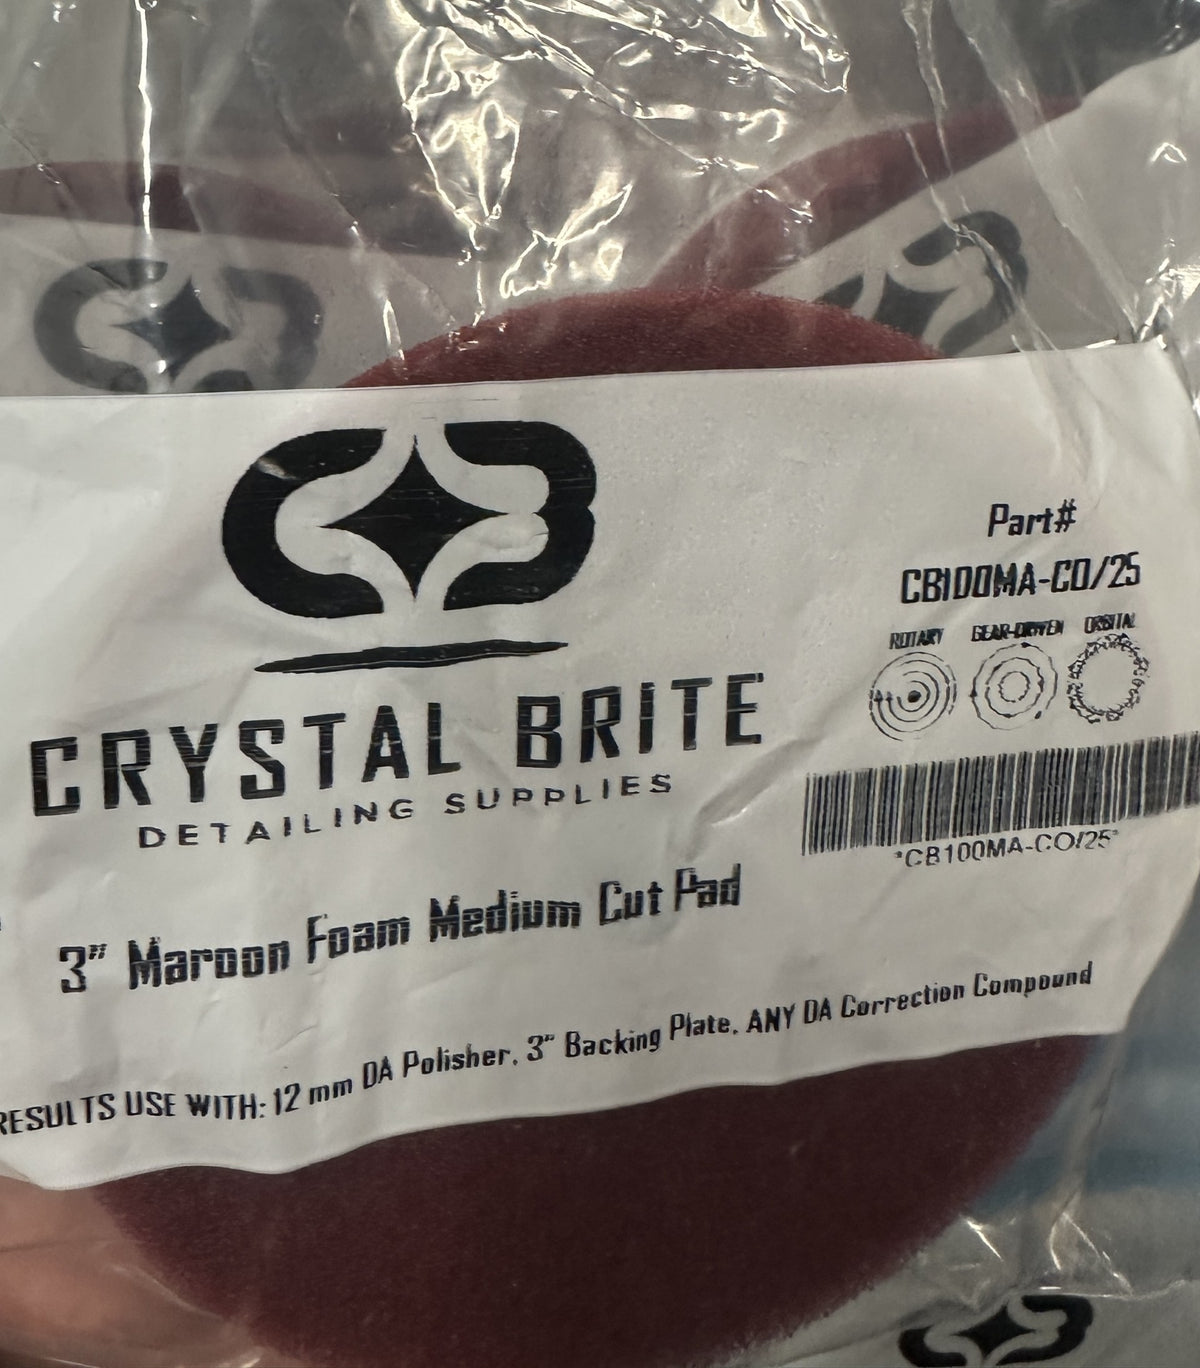 CRYSTAL BRITE
DETAILING SUPPLIES
3" Maroon Foam Medium Cut Pad
RESULTS USE WITH: 12 mm DA Polisher, 3" Backing Plate, ANY DA Correction Compound
Part#
CB100MA-CO/25
ROTARY GEAR-DRIVEN ORBITAL
*CB100MA-CO/25*